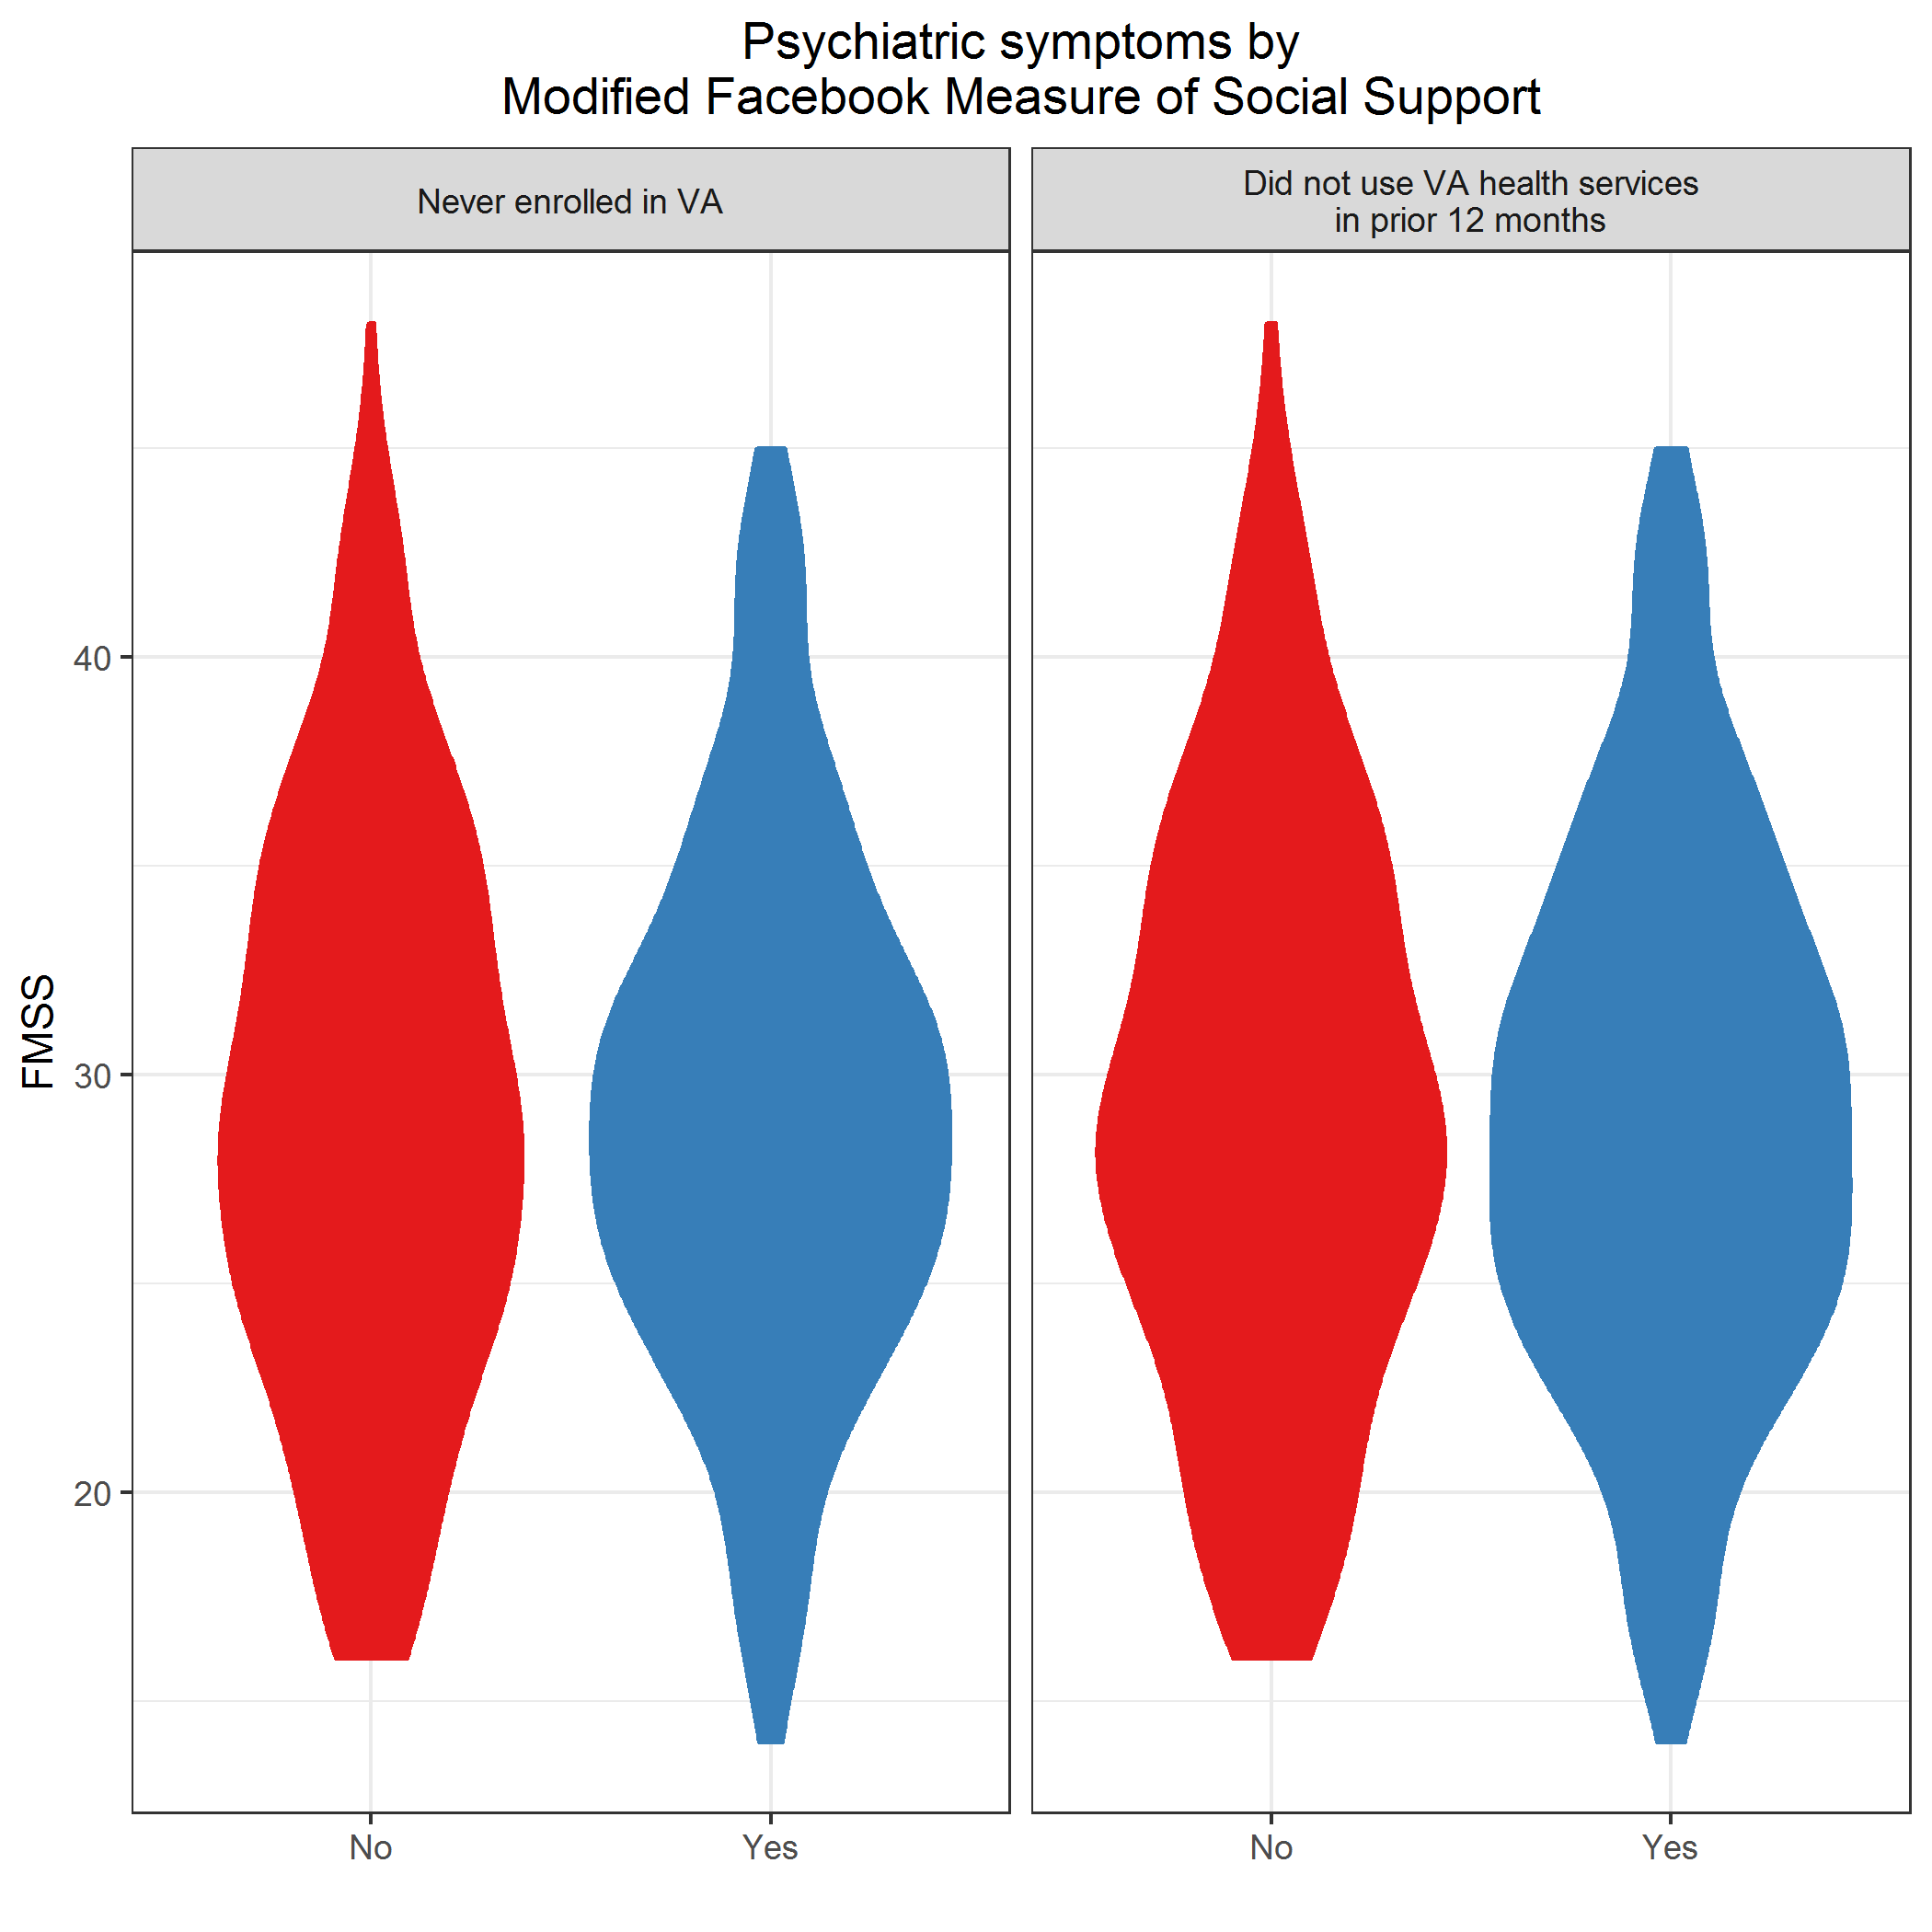 Psychiatric symptoms by
Modified Facebook Measure of Social Support
Never enrolled in VA
Did not use VA health services
in prior 12 months
FMSS
40
30
20
No
Yes
No
Yes